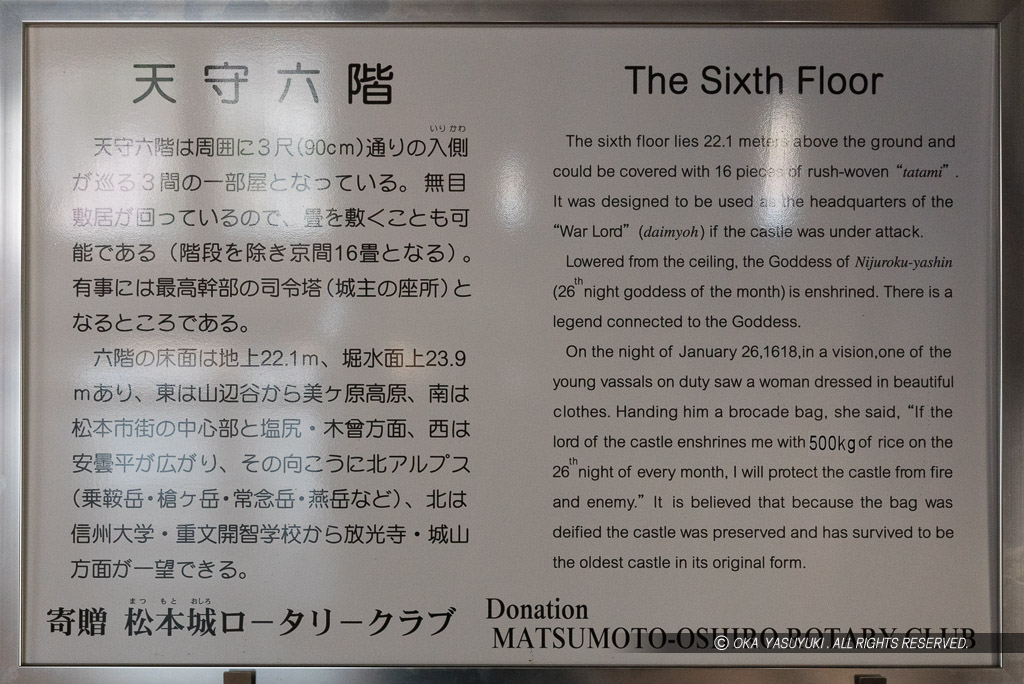 天守六階
いりかわ
天守六階は周囲に３尺(90cm)通りの入側
が巡る３間の一部屋となっている。無目
敷居が回っているので、畳を敷くことも可
能である（階段を除き京間16畳となる）。
有事には最高幹部の司令塔（城主の座所）と
なるところである。
六階の床面は地上22.1ｍ、堀水面上23.9
ｍあり、東は山辺谷から美ヶ原高原、南は
松本市街の中心部と塩尻・木曾方面、西は
安曇平が広がり、その向こうに北アルプス
（乗鞍岳・槍ヶ岳・常念岳・燕岳など）、北は
信州大学・重文開智学校から放光寺・城山
方面が一望できる。
まつ もと おしろ
寄贈 松本城ロータリークラブ
The Sixth Floor
The sixth floor lies 22.1 meters above the ground and
could be covered with 16 pieces of rush-woven “tatami”.
It was designed to be used as the headquarters of the
“War Lord” (daimyoh) if the castle was under attack.
Lowered from the ceiling, the Goddess of Nijuroku-yashin
(26th night goddess of the month) is enshrined. There is a
legend connected to the Goddess.
On the night of January 26,1618,in a vision,one of the
young vassals on duty saw a woman dressed in beautiful
clothes. Handing him a brocade bag, she said, “If the
lord of the castle enshrines me with 500kg of rice on the
26th night of every month, I will protect the castle from fire
and enemy.” It is believed that because the bag was
deified the castle was preserved and has survived to be
the oldest castle in its original form.
Donation
MATSUMOTO-OSHIRO ROTARY CLUB
© OKA YASUYUKI . ALL RIGHTS RESERVED.